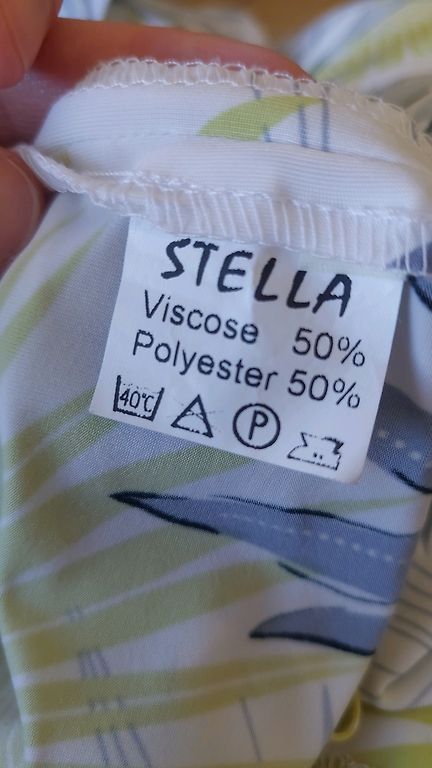 STELLA
Viscose 50%
Polyester 50%
40°C
P